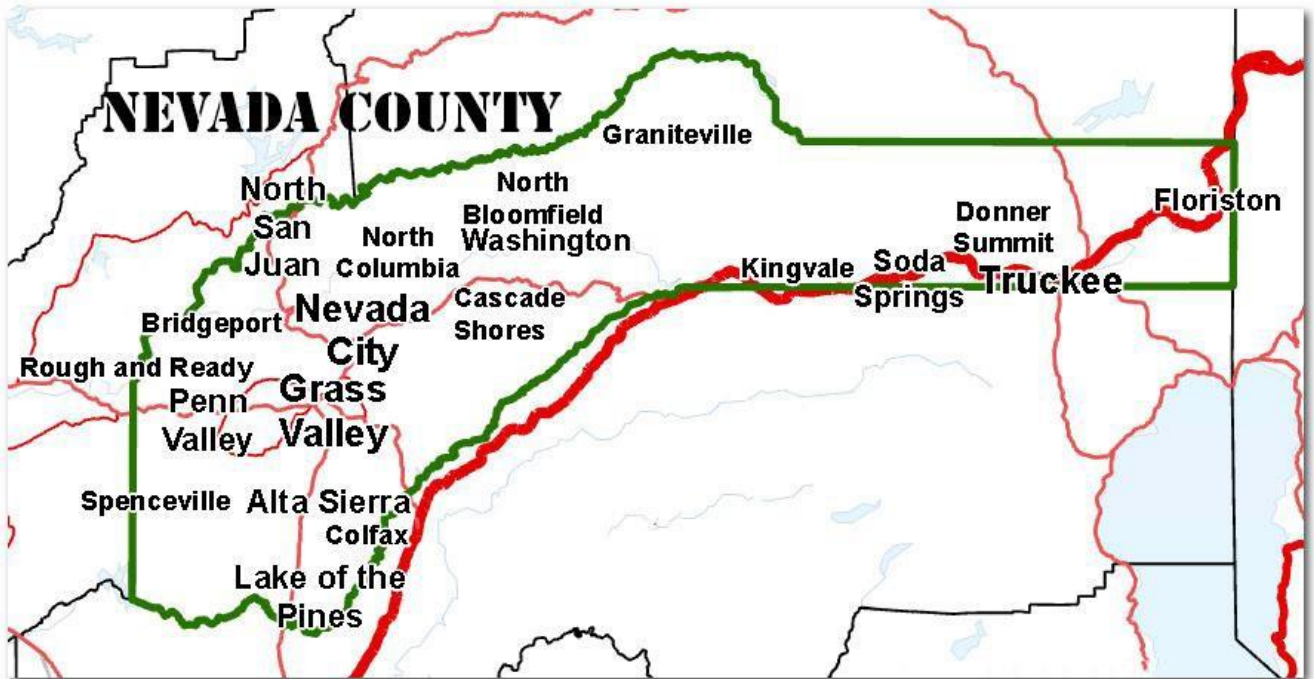 NEVADA COUNTY
Graniteville
North
San
Juan
North
Bloomfield
Washington
North
Columbia
Floriston
Donner
Summit
Truckee
Soda
Springs
Kingvale
Cascade
Shores
Nevada
City
Bridgeport
Rough and Ready
Penn
Valley
Grass
Valley
Spenceville
Alta Sierra
Colfax
Lake of the
Pines